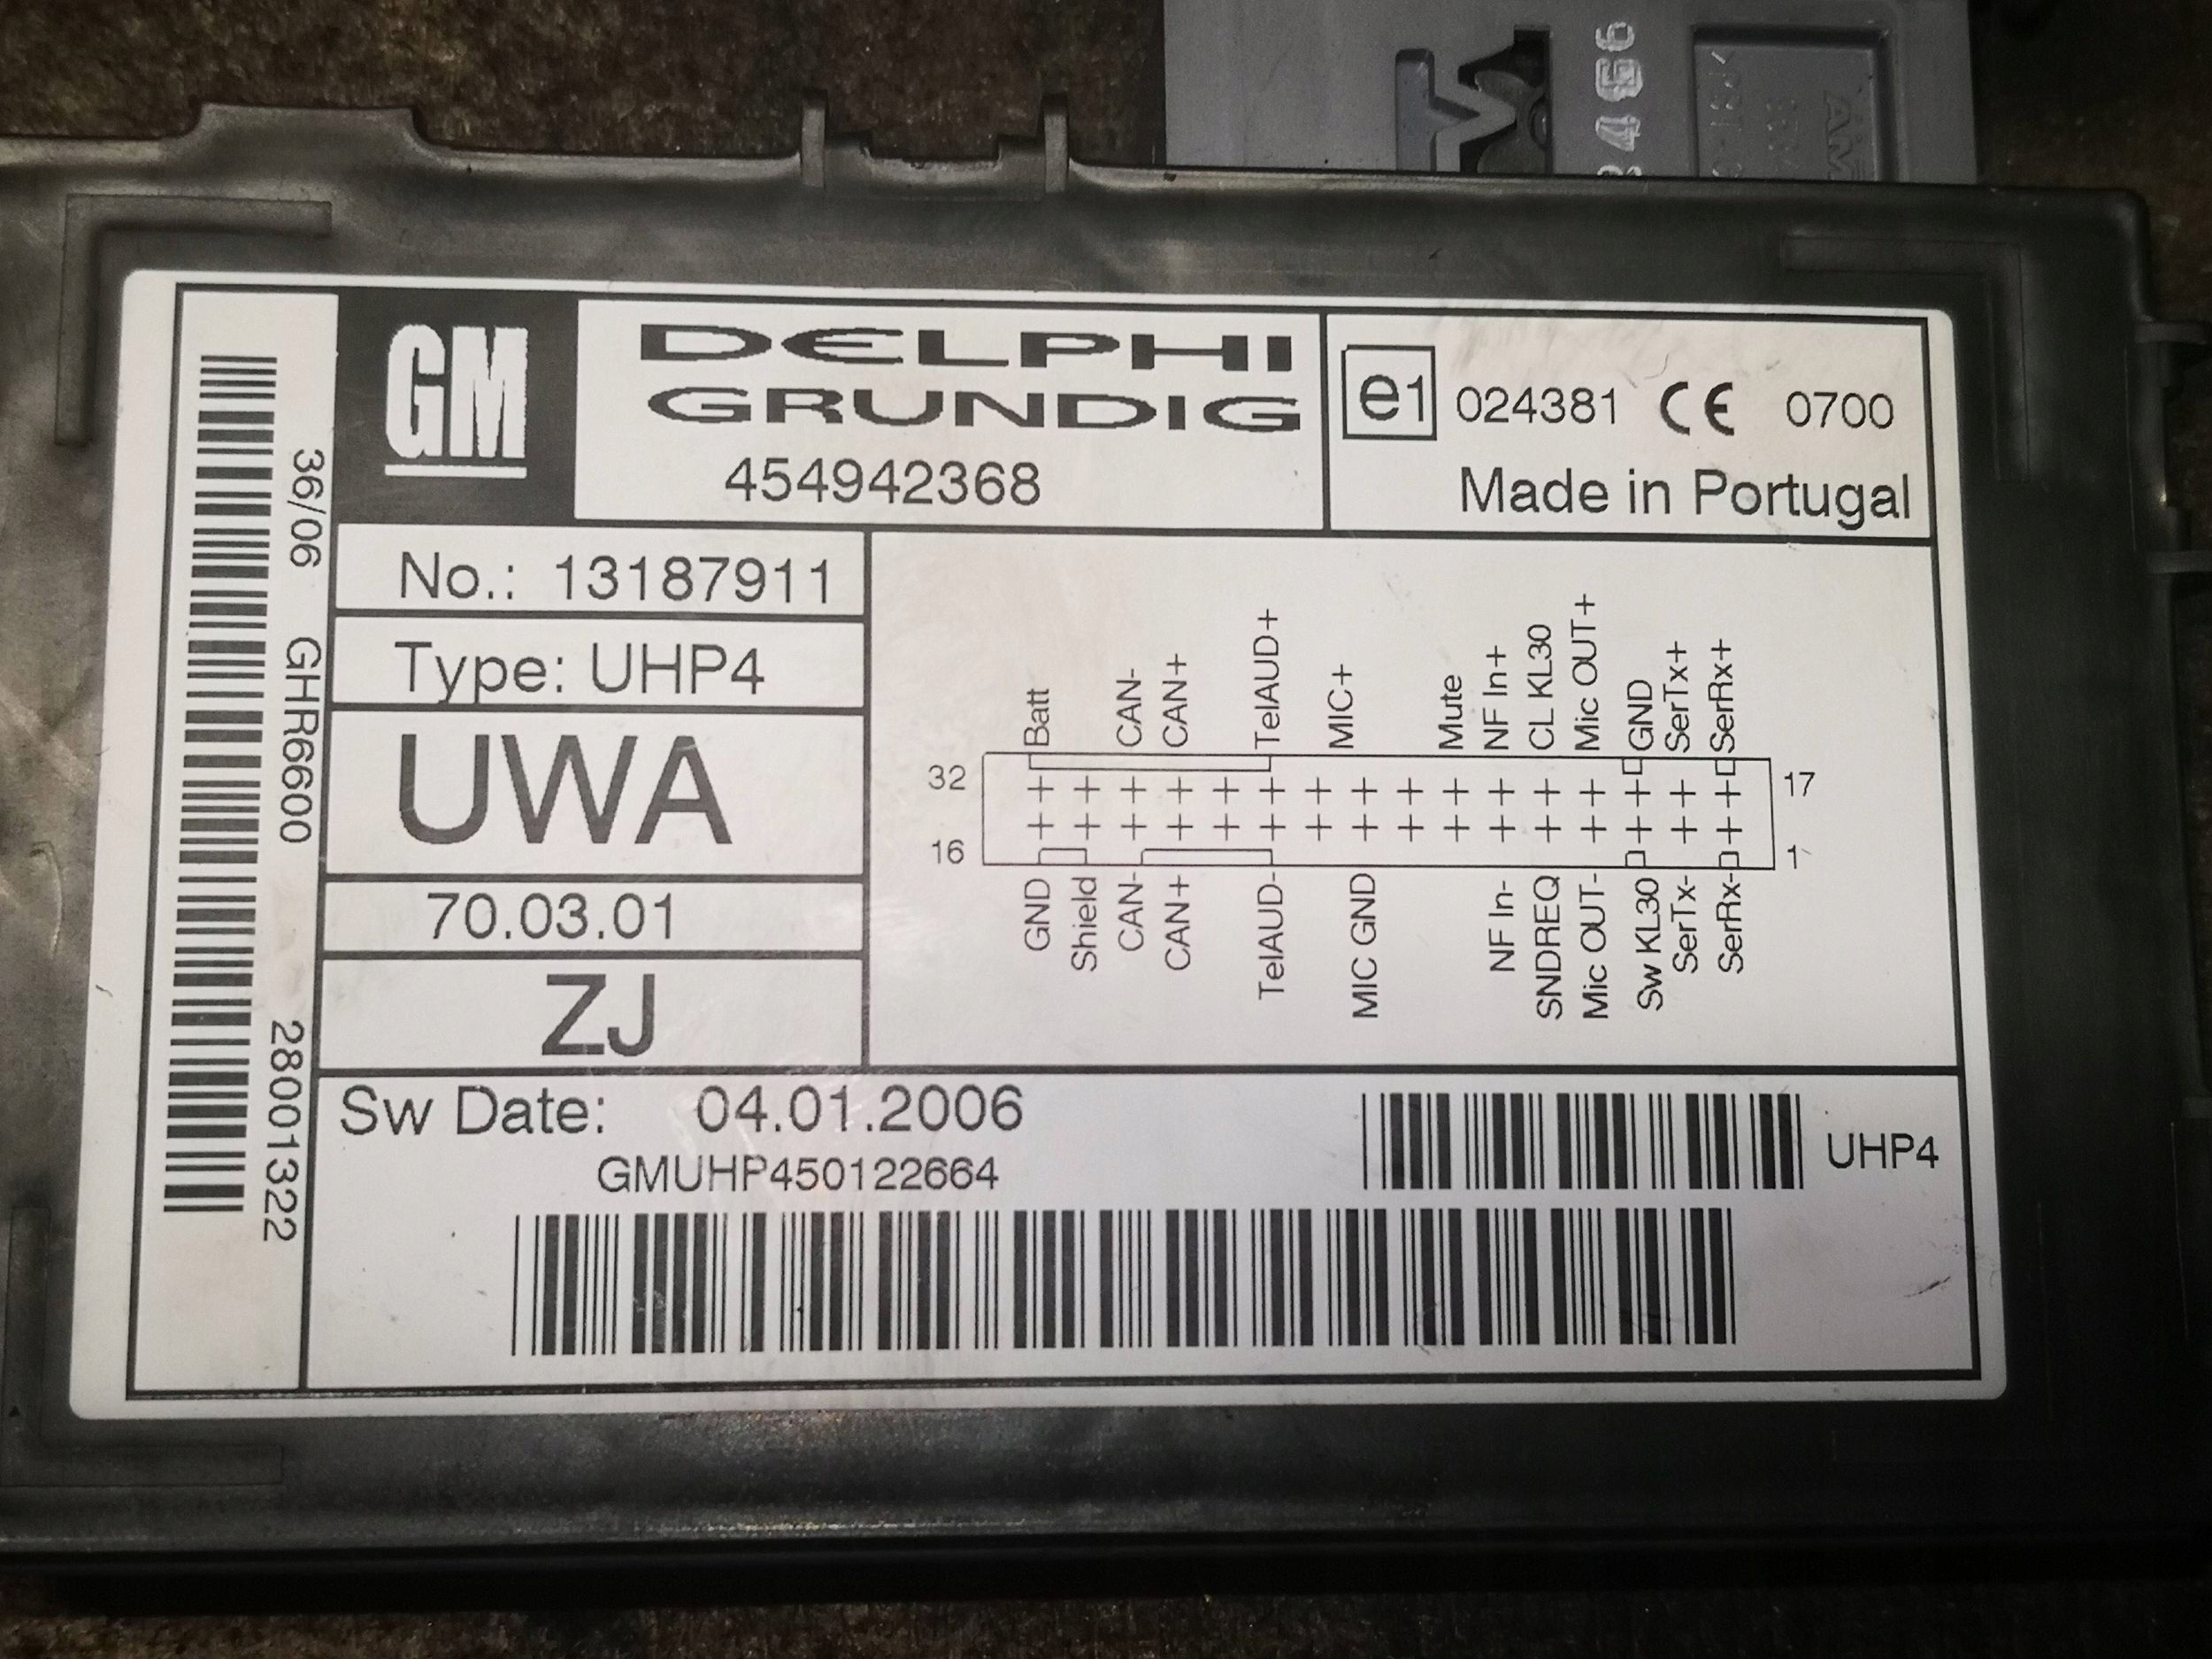 GM
DELPHI
GRUNDIG
454942368
e1 024381 CE 0700
Made in Portugal
36/06 GHR6600 280013222
No.: 13187911
Type: UHP4
UWA
70.03.01
ZJ
Batt CAN- CAN+ TelAUD+ MIC+ Mute NF In+ CL KL30 Mic OUT+ GND SerTx+ SerRx+
32 17
16 1
GND Shield CAN- CAN+ TelAUD- MIC GND NF In- SNDREQ Mic OUT- Sw KL30 SerTx- SerRx-
Sw Date: 04.01.2006
GMUHP450122664
UHP4